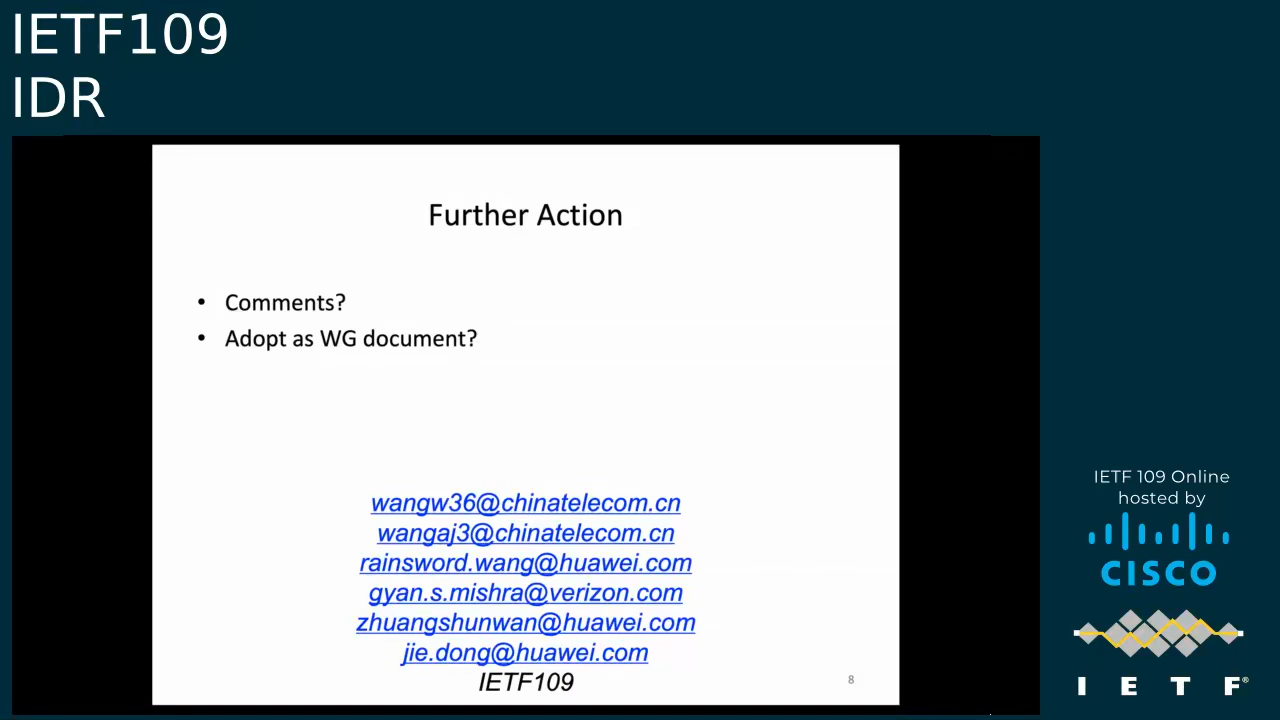 IETF109
IDR
Further Action
• Comments?
• Adopt as WG document?
wangw36@chinatelecom.cn
wangaj3@chinatelecom.cn
rainsword.wang@huawei.com
gyan.s.mishra@verizon.com
zhuangshunwan@huawei.com
jie.dong@huawei.com
IETF109
8
IETF 109 Online
hosted by
CISCO
I E T F®